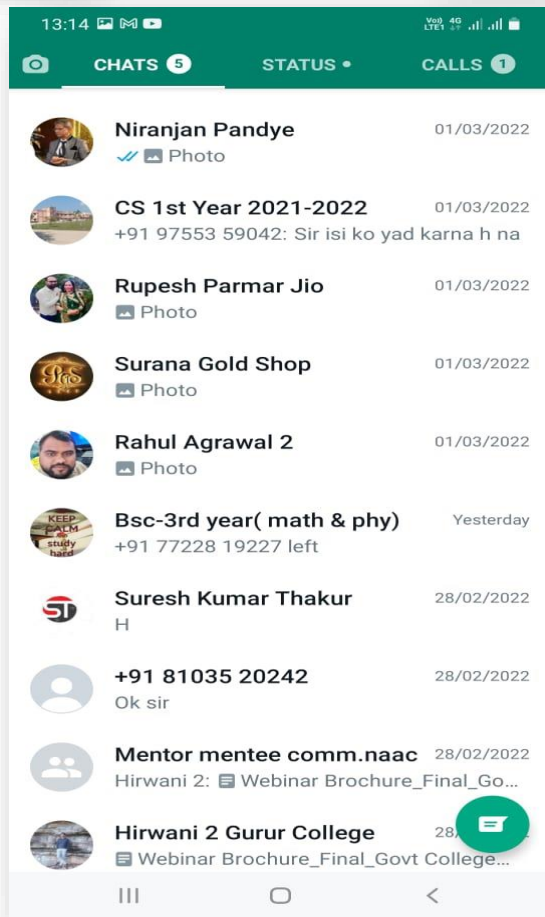 13:14 Vo) 4G
LTE1
CHATS 5 STATUS • CALLS 1
Niranjan Pandye 01/03/2022
Photo
CS 1st Year 2021-2022 01/03/2022
+91 97553 59042: Sir isi ko yad karna h na
Rupesh Parmar Jio 01/03/2022
Photo
Surana Gold Shop 01/03/2022
Photo
Rahul Agrawal 2 01/03/2022
Photo
KEEP
CALM
study
hard
Bsc-3rd year( math & phy) Yesterday
+91 77228 19227 left
ST
Suresh Kumar Thakur 28/02/2022
H
+91 81035 20242 28/02/2022
Ok sir
Mentor mentee comm.naac 28/02/2022
Hirwani 2: Webinar Brochure_Final_Go...
Hirwani 2 Gurur College 28/
Webinar Brochure_Final_Govt College...